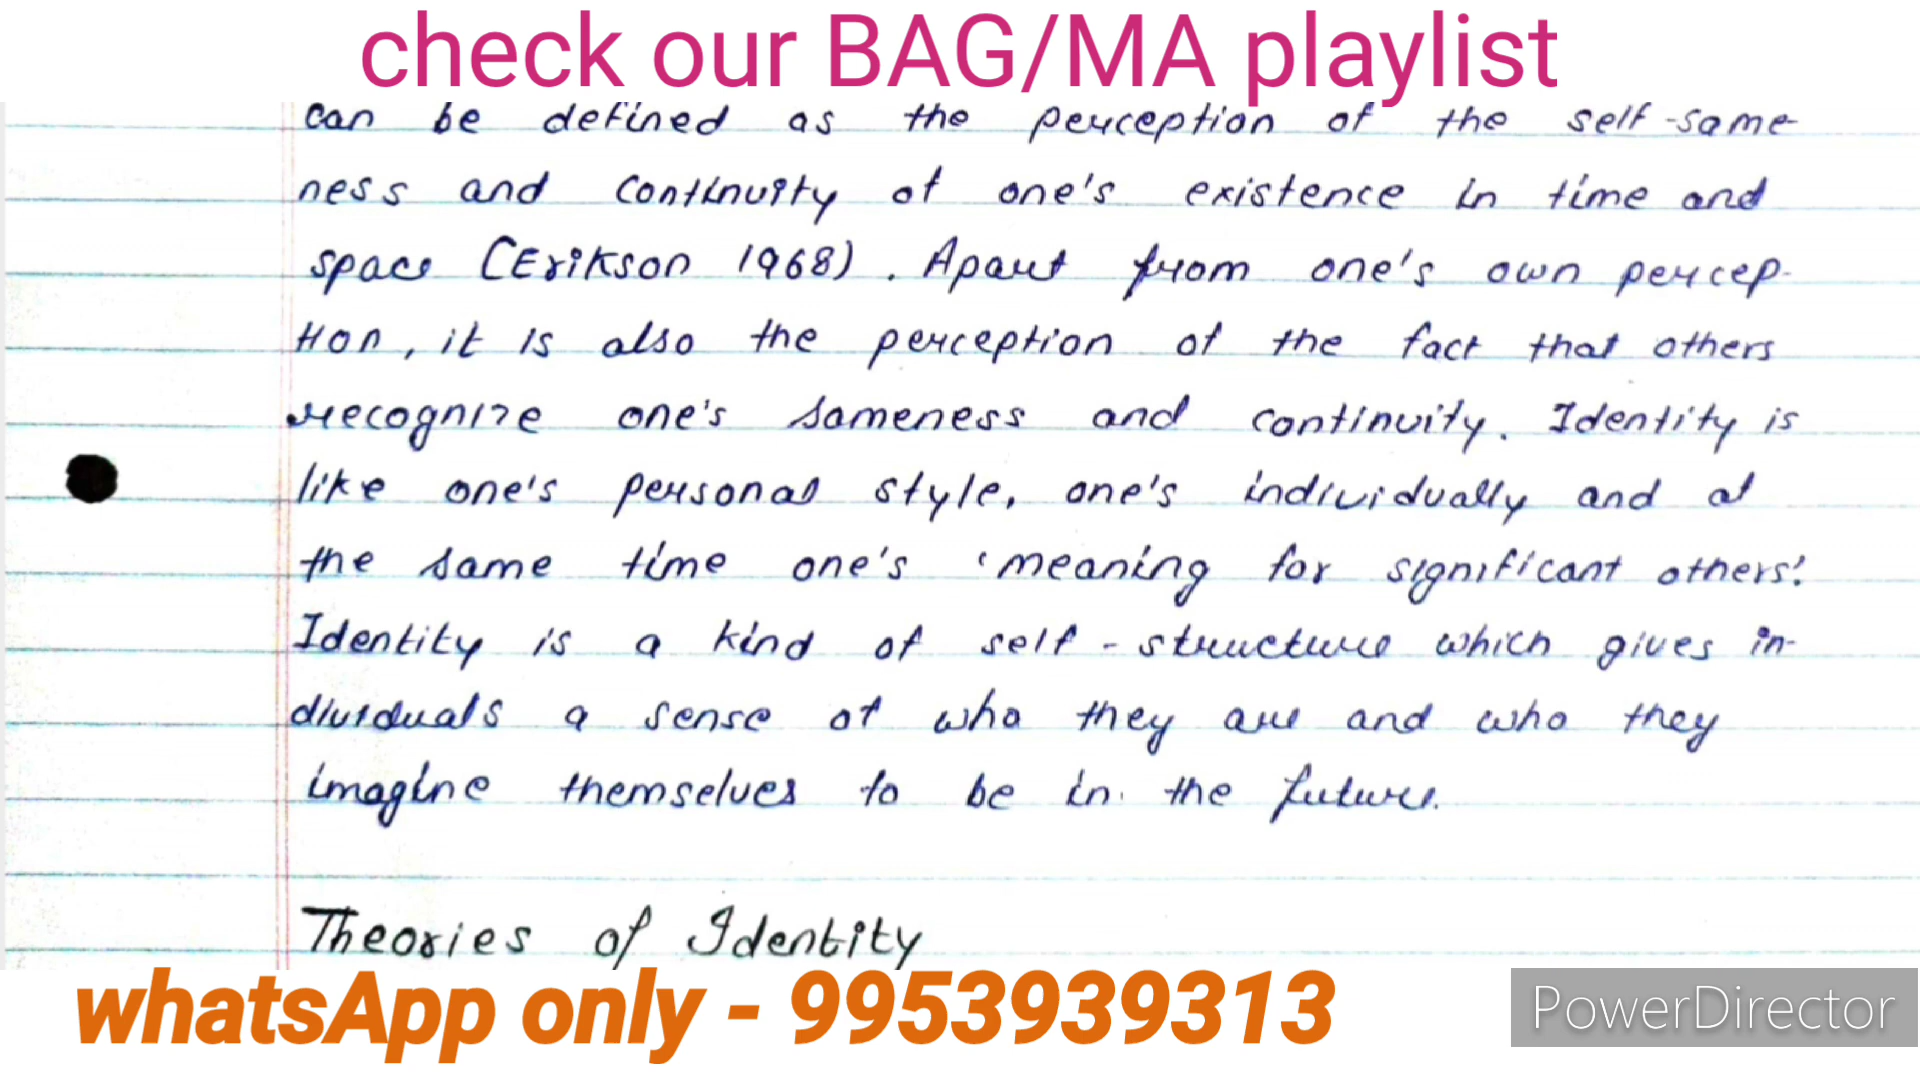 check our BAG/MA playlist
can be defined as the perception of the self-same-
ness and continuity of one's existence in time and
space (Erikson 1968). Apart from one's own percep-
tion, it is also the perception of the fact that others
recognize one's sameness and continuity. Identity is
like one's personal style, one's individually and at
the same time one's 'meaning for significant others'.
Identity is a kind of self-structure which gives in-
dividuals a sense of who they are and who they
imagine themselves to be in the future.
Theories of Identity
whatsApp only - 9953939313
PowerDirector